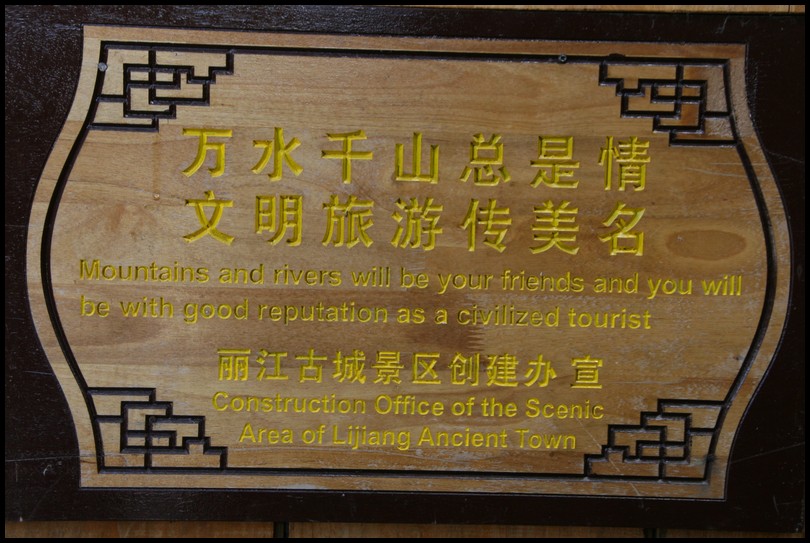 万水千山总是情
文明旅游传美名
Mountains and rivers will be your friends and you will
be with good reputation as a civilized tourist
丽江古城景区创建办 宣
Construction Office of the Scenic
Area of Lijiang Ancient Town